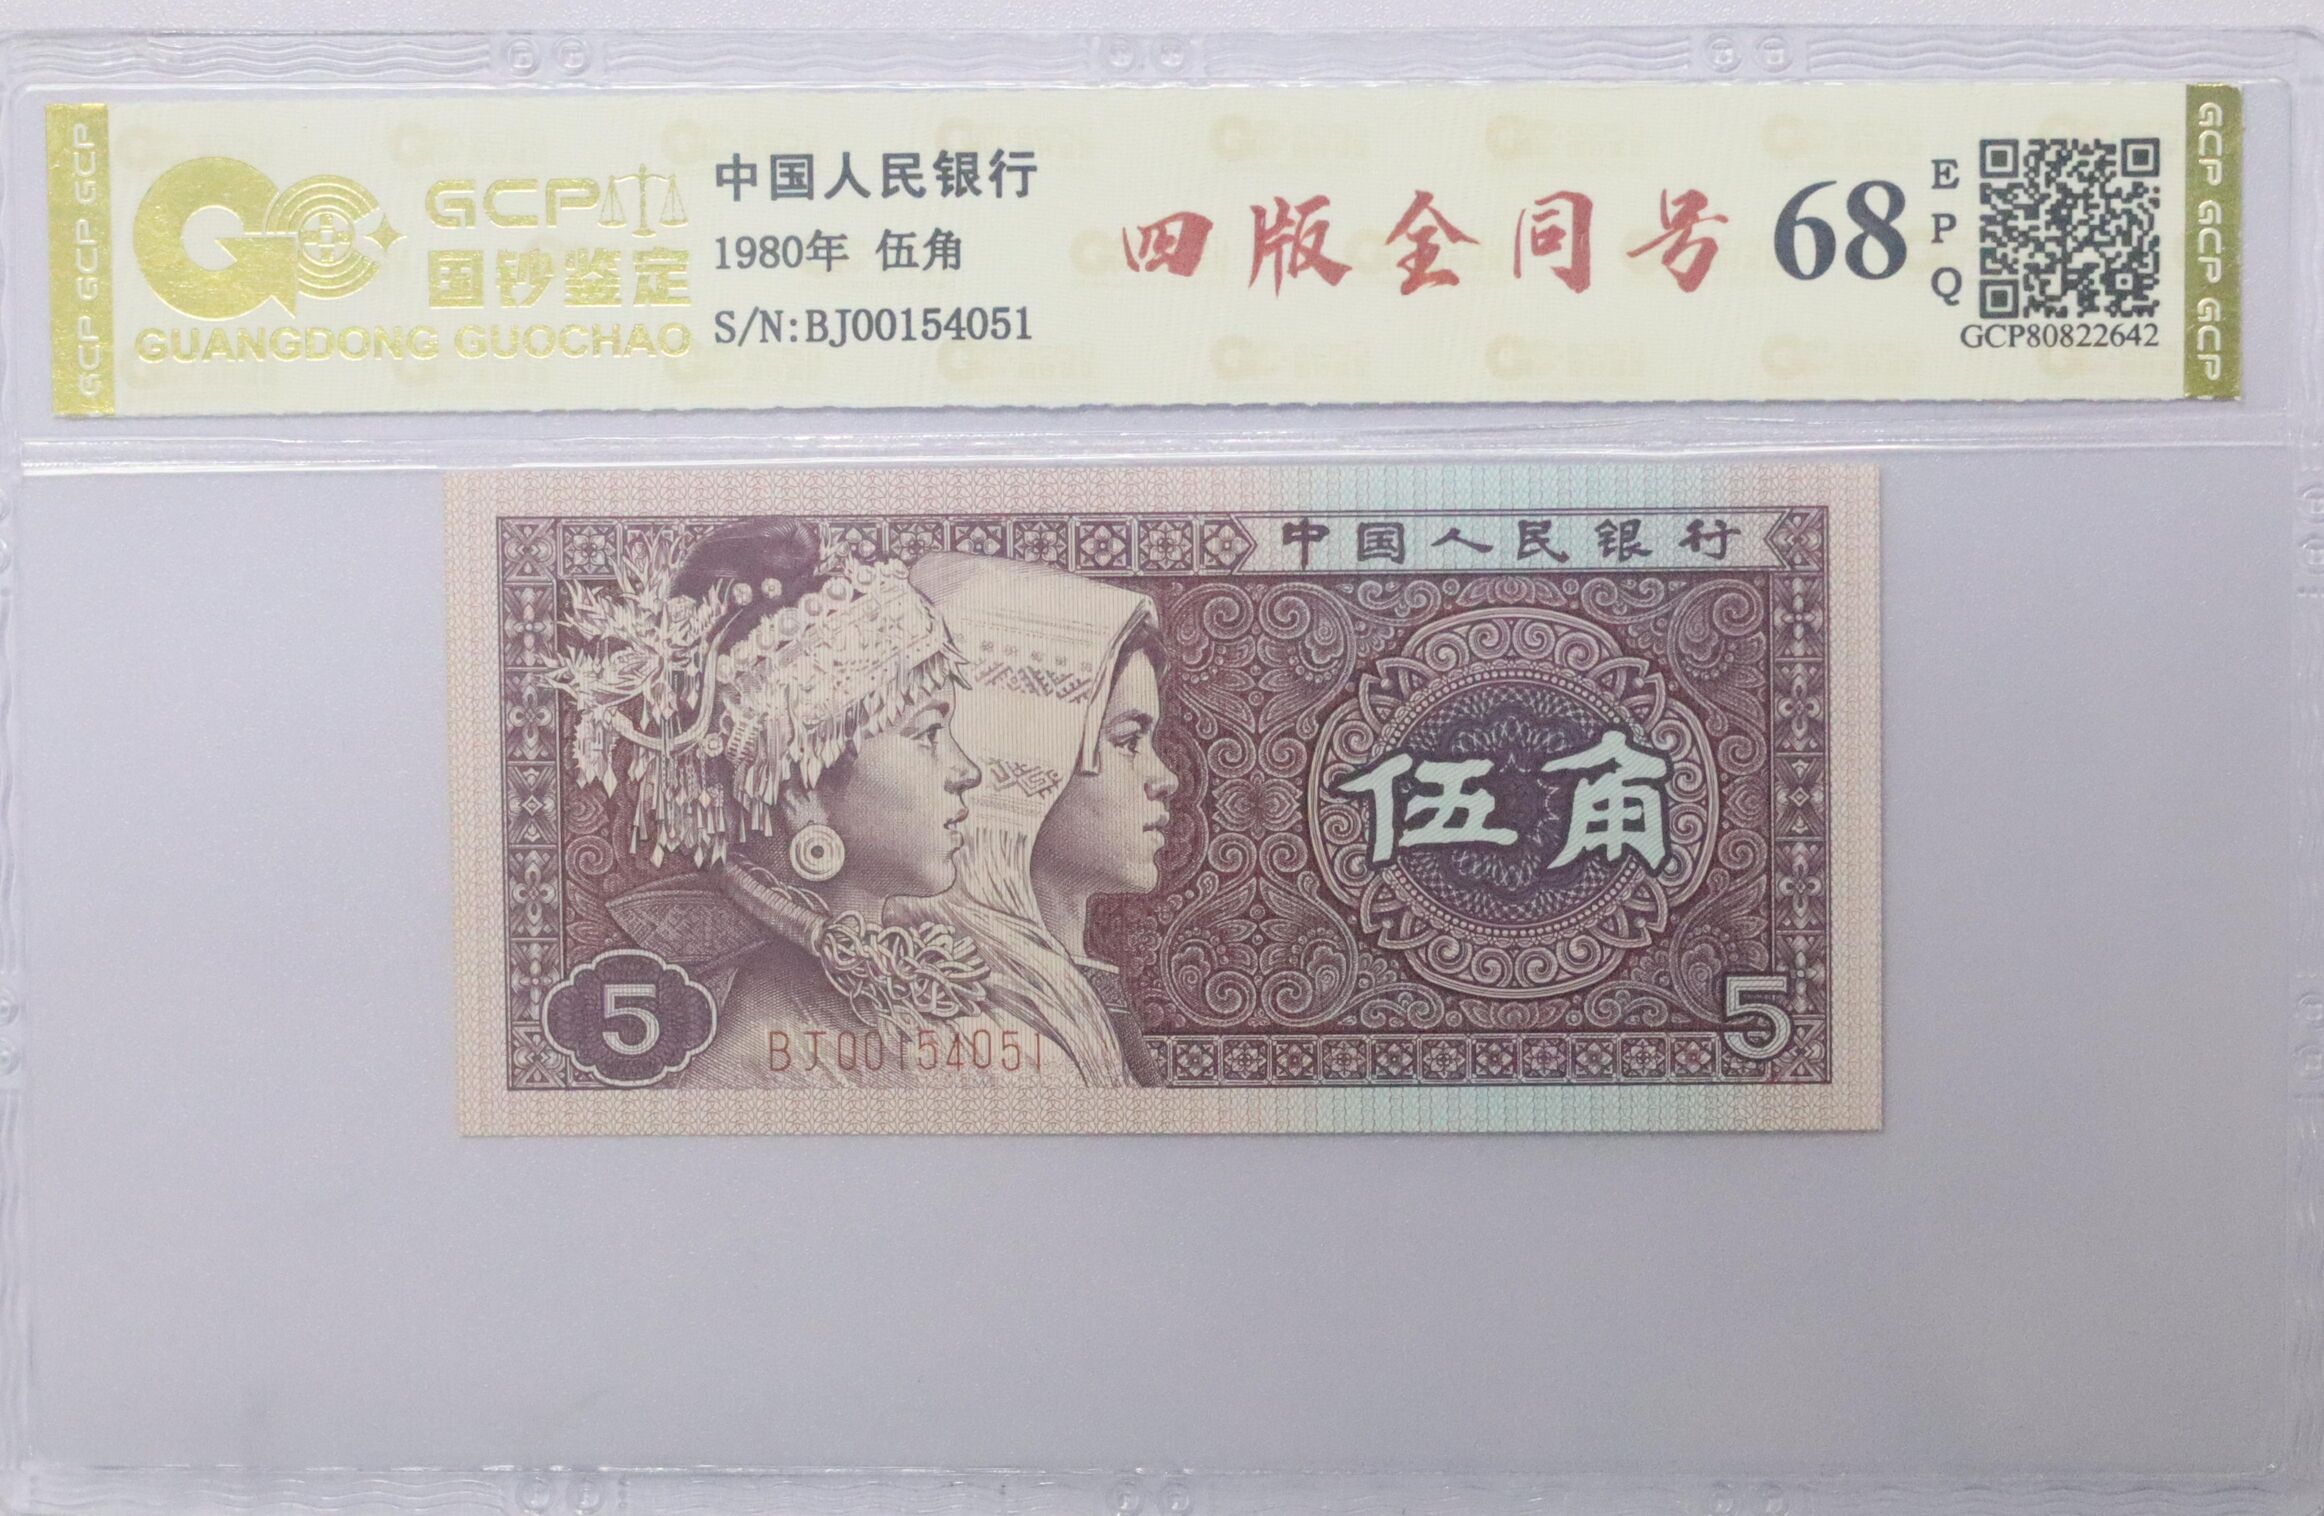 GCP GCP GCP
GCP
国钞鉴定
GUANGDONG GUOCHAO
中国人民银行
1980年 伍角
S/N:BJ00154051
四版全同号
68
EPQ
GCP80822642
GCP GCP GCP
中国人民银行
伍角
5
BJ00154051
5